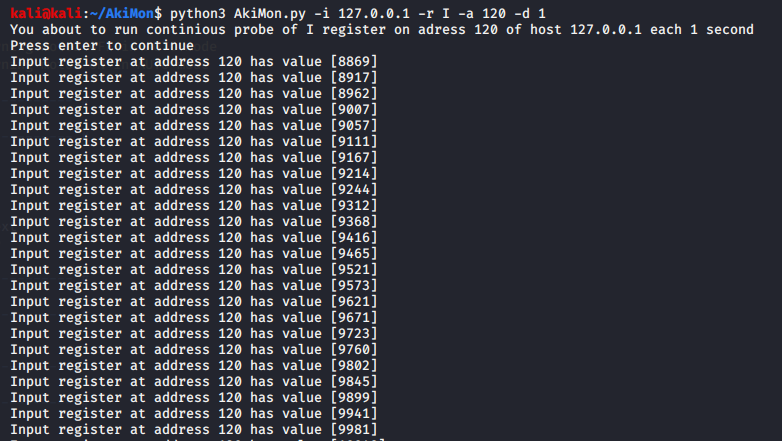 kali@kali:~/AkiMon$ python3 AkiMon.py -i 127.0.0.1 -r I -a 120 -d 1
You about to run continious probe of I register on adress 120 of host 127.0.0.1 each 1 second
Press enter to continue
Input register at address 120 has value [8869]
Input register at address 120 has value [8917]
Input register at address 120 has value [8962]
Input register at address 120 has value [9007]
Input register at address 120 has value [9057]
Input register at address 120 has value [9111]
Input register at address 120 has value [9167]
Input register at address 120 has value [9214]
Input register at address 120 has value [9244]
Input register at address 120 has value [9312]
Input register at address 120 has value [9368]
Input register at address 120 has value [9416]
Input register at address 120 has value [9465]
Input register at address 120 has value [9521]
Input register at address 120 has value [9573]
Input register at address 120 has value [9621]
Input register at address 120 has value [9671]
Input register at address 120 has value [9723]
Input register at address 120 has value [9760]
Input register at address 120 has value [9802]
Input register at address 120 has value [9845]
Input register at address 120 has value [9899]
Input register at address 120 has value [9941]
Input register at address 120 has value [9981]